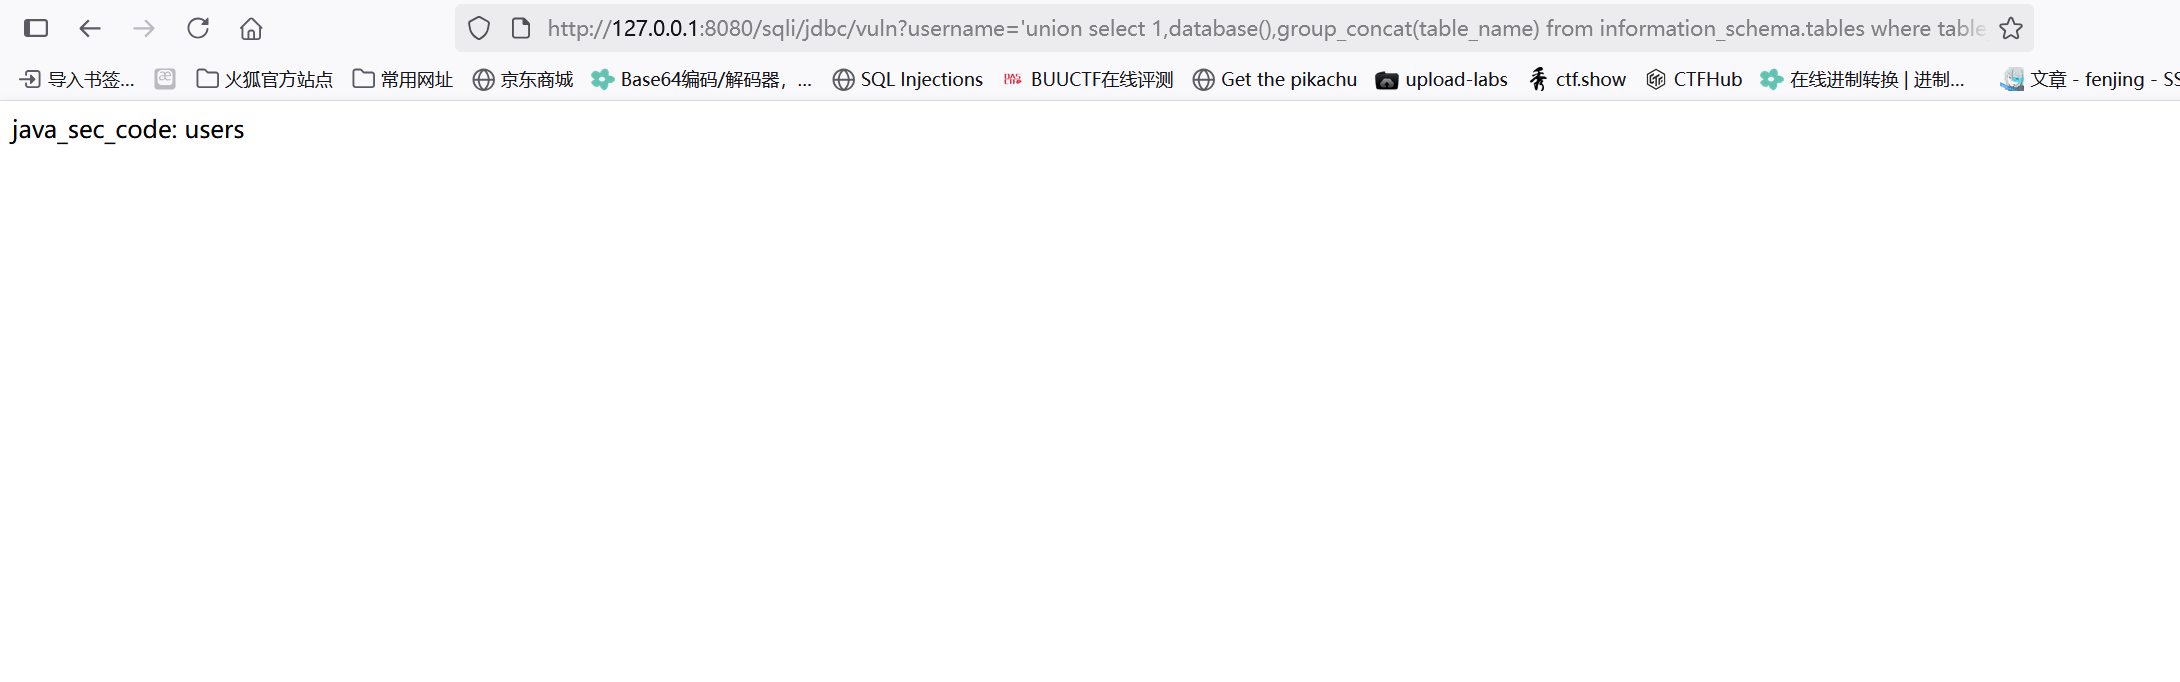 http://127.0.0.1:8080/sqli/jdbc/vuln?username='union select 1,database(),group_concat(table_name) from information_schema.tables where table
导入书签... 火狐官方站点 常用网址 京东商城 Base64编码/解码器，... SQL Injections BUUCTF在线评测 Get the pikachu upload-labs ctf.show CTFHub 在线进制转换 | 进制... 文章 - fenjing - SS
java_sec_code: users